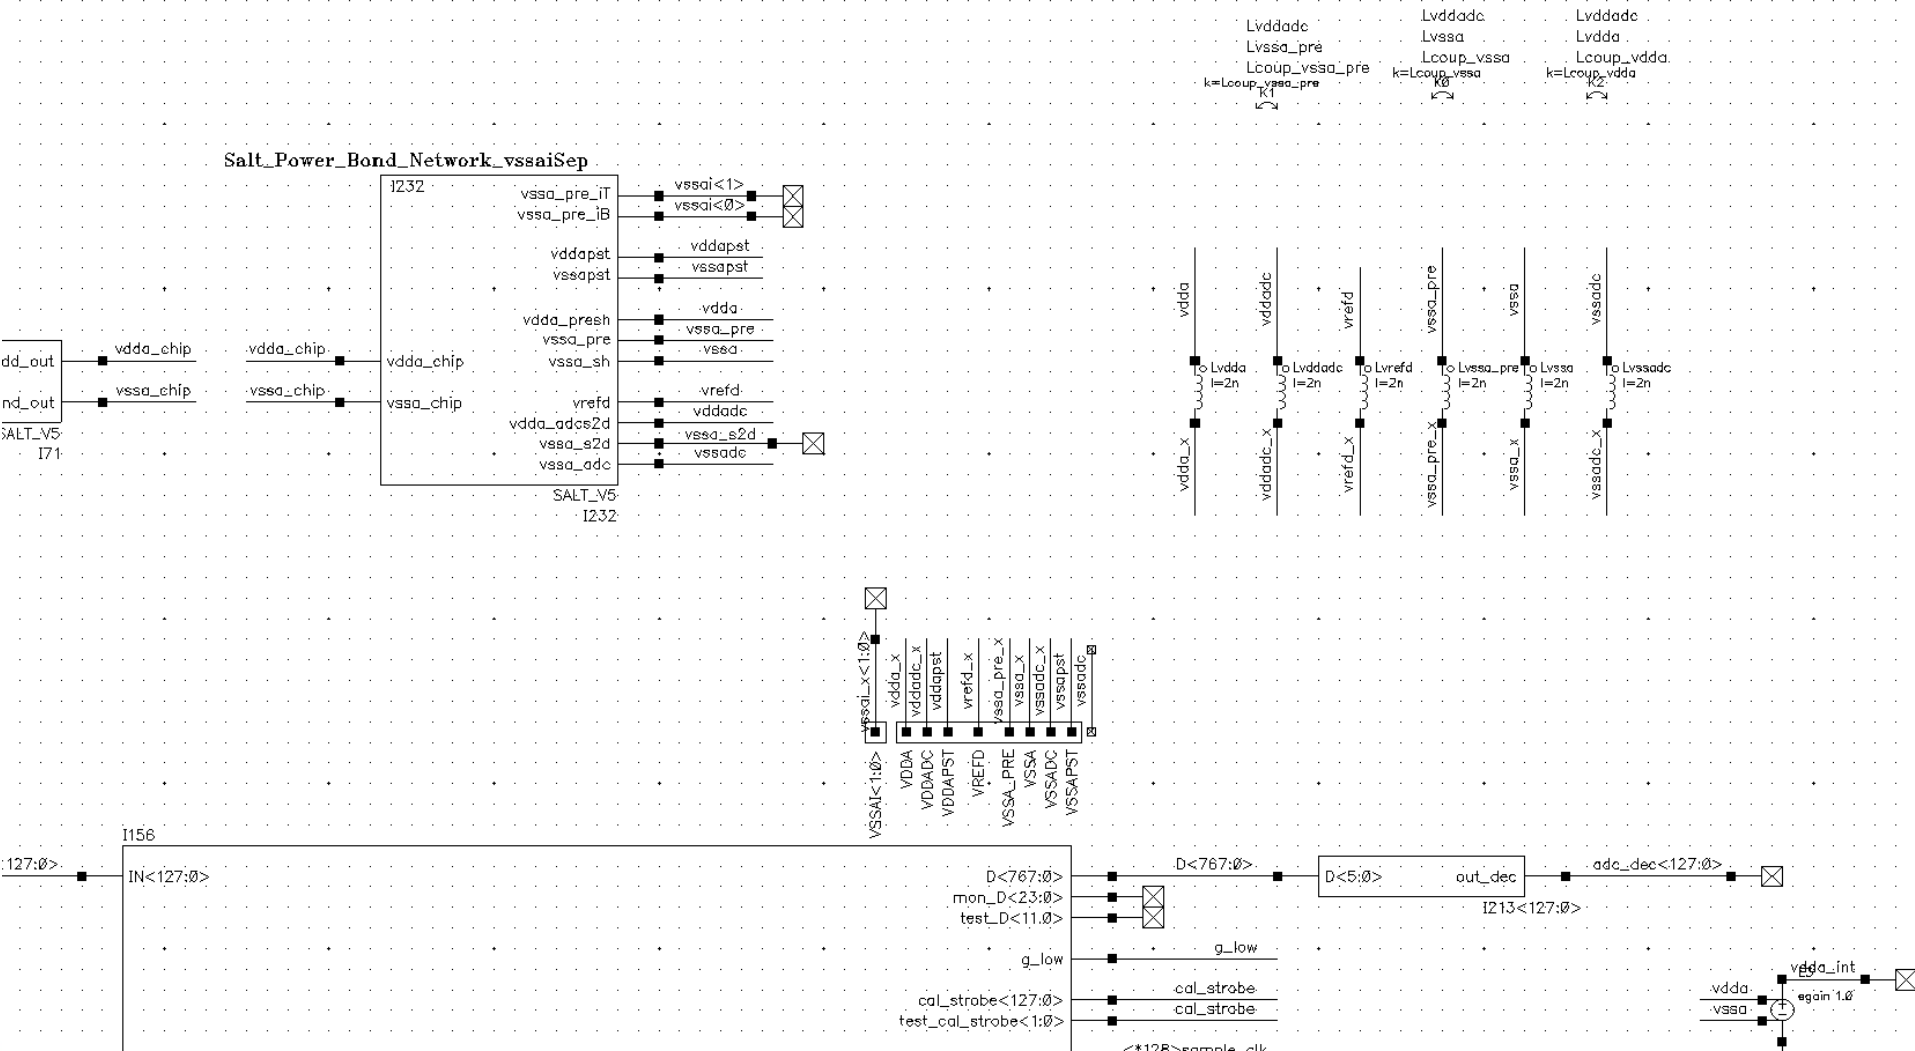 Lvddadc
Lvssa_pre
Lcoup_vssa_pre
k=Lcoup_vssa_pre
K1
Lvddadc
Lvssa
Lcoup_vssa
k=Lcoup_vssa
K0
Lvddadc
Lvdda
Lcoup_vdda
k=Lcoup_vdda
K2
Salt_Power_Bond_Network_vssaiSep
I232
vssa_pre_iT
vssai<1>
vssa_pre_iB
vssai<0>
vddapst
vddapst
vssapst
vssapst
vdda_presh
vdda
vssa_pre
vssa_pre
vssa_sh
vssa
vdda_chip
vssa_chip
vrefd
vrefd
vdda_adcs2d
vddadc
vssa_s2d
vssa_s2d
vssa_adc
vssadc
SALT_V5
I232
dd_out
vdda_chip
vdda_chip
nd_out
vssa_chip
vssa_chip
SALT_V5
I71
vdda
vddadc
vrefd
vssa_pre
vssa
vssadc
Lvdda
l=2n
Lvddadc
l=2n
Lvrefd
l=2n
Lvssa_pre
l=2n
Lvssa
l=2n
Lvssadc
l=2n
vdda_x
vddadc_x
vrefd_x
vssa_pre_x
vssa_x
vssadc_x
vssai_x<1:0>
vdda_x
vddadc_x
vddapst
vrefd_x
vssa_pre_x
vssa_x
vssadc_x
vssapst
vssadc
VSSAI<1:0>
VDDA
VDDADC
VDDAPST
VREFD
VSSA_PRE
VSSA
VSSADC
VSSAPST
I156
127:0>
IN<127:0>
D<767:0>
D<767:0>
D<5:0>
out_dec
adc_dec<127:0>
I213<127:0>
mon_D<23:0>
test_D<11:0>
g_low
g_low
cal_strobe<127:0>
cal_strobe
test_cal_strobe<1:0>
cal_strobe
<*128>sample_clk
vdda_int
vdda
vssa
egain 1.0